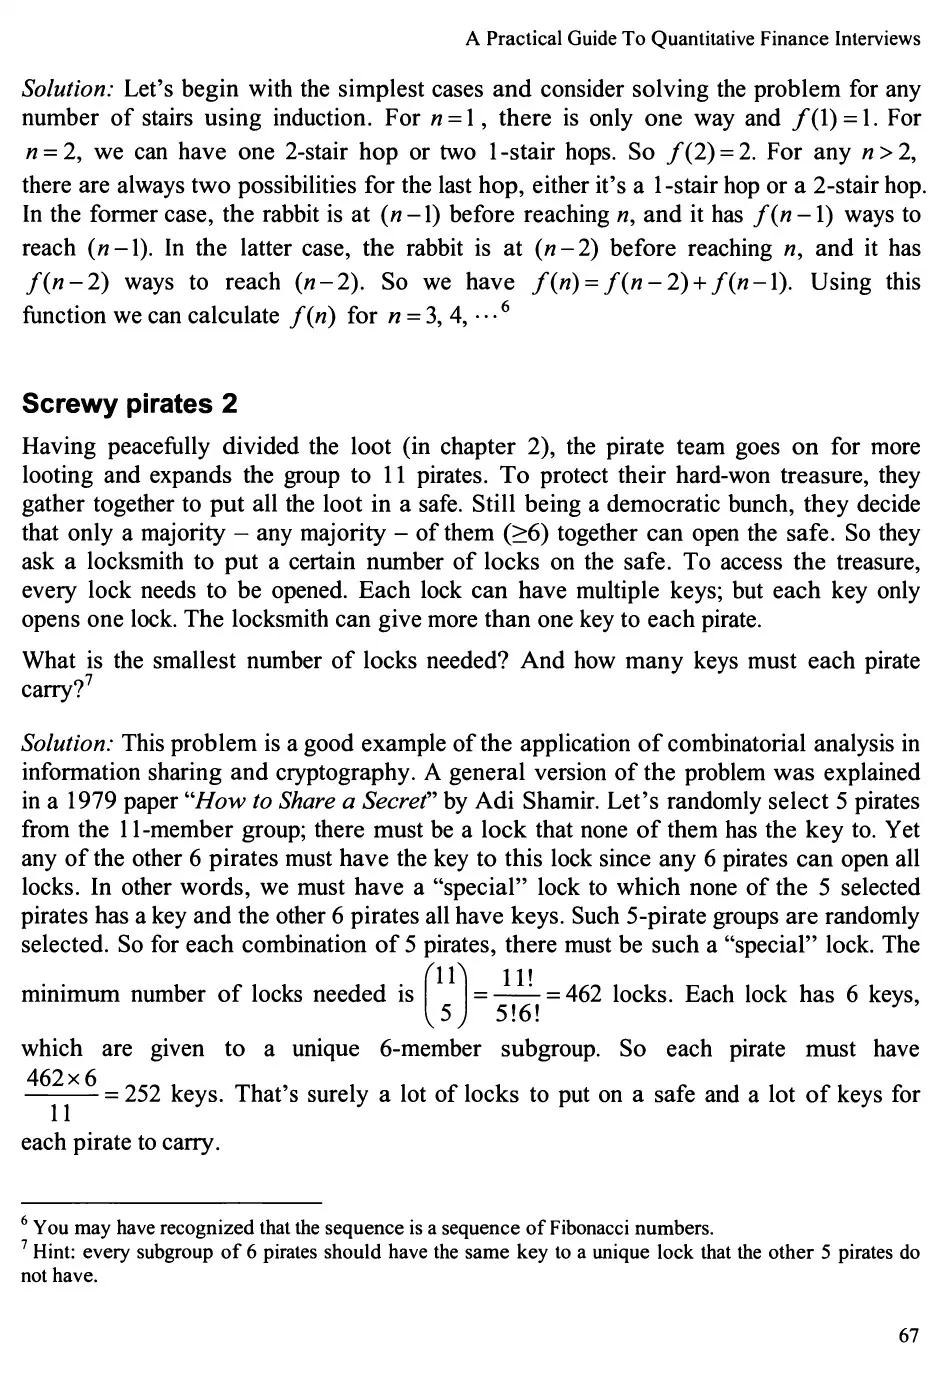 A Practical Guide To Quantitative Finance Interviews
Solution: Let's begin with the simplest cases and consider solving the problem for any
number of stairs using induction. For n = 1, there is only one way and f(1) = 1. For
n = 2, we can have one 2-stair hop or two 1-stair hops. So f(2) = 2. For any n > 2,
there are always two possibilities for the last hop, either it's a 1-stair hop or a 2-stair hop.
In the former case, the rabbit is at (n − 1) before reaching n, and it has f(n − 1) ways to
reach (n − 1). In the latter case, the rabbit is at (n − 2) before reaching n, and it has
f(n − 2) ways to reach (n − 2). So we have f(n) = f(n − 2) + f(n − 1). Using this
function we can calculate f(n) for n = 3, 4, ⋯⁶
Screwy pirates 2
Having peacefully divided the loot (in chapter 2), the pirate team goes on for more
looting and expands the group to 11 pirates. To protect their hard-won treasure, they
gather together to put all the loot in a safe. Still being a democratic bunch, they decide
that only a majority – any majority – of them (≥6) together can open the safe. So they
ask a locksmith to put a certain number of locks on the safe. To access the treasure,
every lock needs to be opened. Each lock can have multiple keys; but each key only
opens one lock. The locksmith can give more than one key to each pirate.
What is the smallest number of locks needed? And how many keys must each pirate
carry?⁷
Solution: This problem is a good example of the application of combinatorial analysis in
information sharing and cryptography. A general version of the problem was explained
in a 1979 paper "How to Share a Secret" by Adi Shamir. Let's randomly select 5 pirates
from the 11-member group; there must be a lock that none of them has the key to. Yet
any of the other 6 pirates must have the key to this lock since any 6 pirates can open all
locks. In other words, we must have a "special" lock to which none of the 5 selected
pirates has a key and the other 6 pirates all have keys. Such 5-pirate groups are randomly
selected. So for each combination of 5 pirates, there must be such a "special" lock. The
minimum number of locks needed is (11 5) = 11!/5!6! = 462 locks. Each lock has 6 keys,
which are given to a unique 6-member subgroup. So each pirate must have
462×6/11 = 252 keys. That's surely a lot of locks to put on a safe and a lot of keys for
each pirate to carry.
⁶ You may have recognized that the sequence is a sequence of Fibonacci numbers.
⁷ Hint: every subgroup of 6 pirates should have the same key to a unique lock that the other 5 pirates do
not have.
67